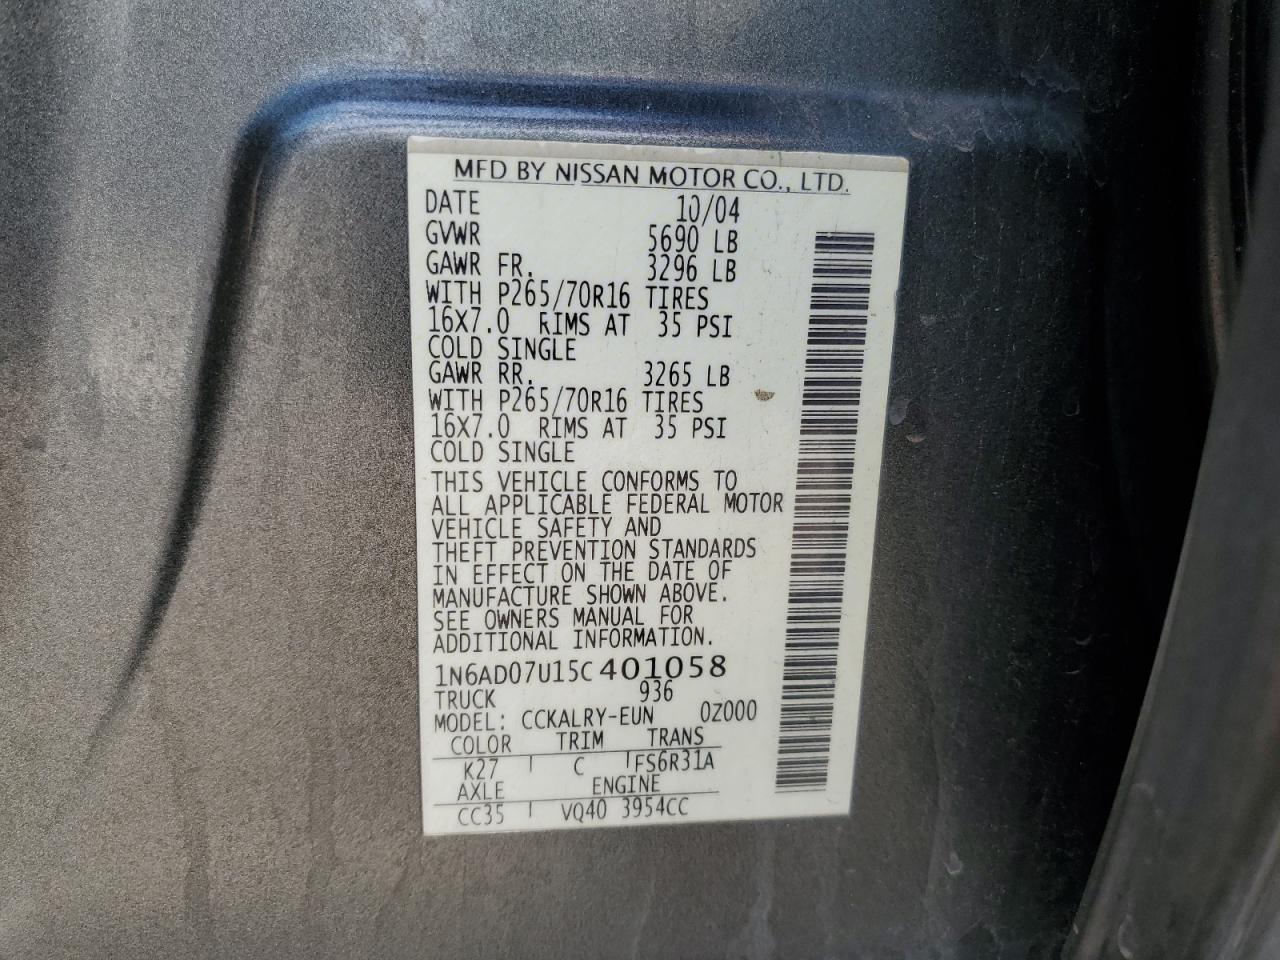 MFD BY NISSAN MOTOR CO., LTD.
DATE 10/04
GVWR 5690 LB
GAWR FR. 3296 LB
WITH P265/70R16 TIRES
16X7.0 RIMS AT 35 PSI
COLD SINGLE
GAWR RR. 3265 LB
WITH P265/70R16 TIRES
16X7.0 RIMS AT 35 PSI
COLD SINGLE
THIS VEHICLE CONFORMS TO
ALL APPLICABLE FEDERAL MOTOR
VEHICLE SAFETY AND
THEFT PREVENTION STANDARDS
IN EFFECT ON THE DATE OF
MANUFACTURE SHOWN ABOVE.
SEE OWNERS MANUAL FOR
ADDITIONAL INFORMATION.
1N6AD07U15C401058
TRUCK 936
MODEL: CCKALRY-EUN 0Z000
COLOR TRIM TRANS
K27 C FS6R31A
AXLE ENGINE
CC35 VQ40 3954CC